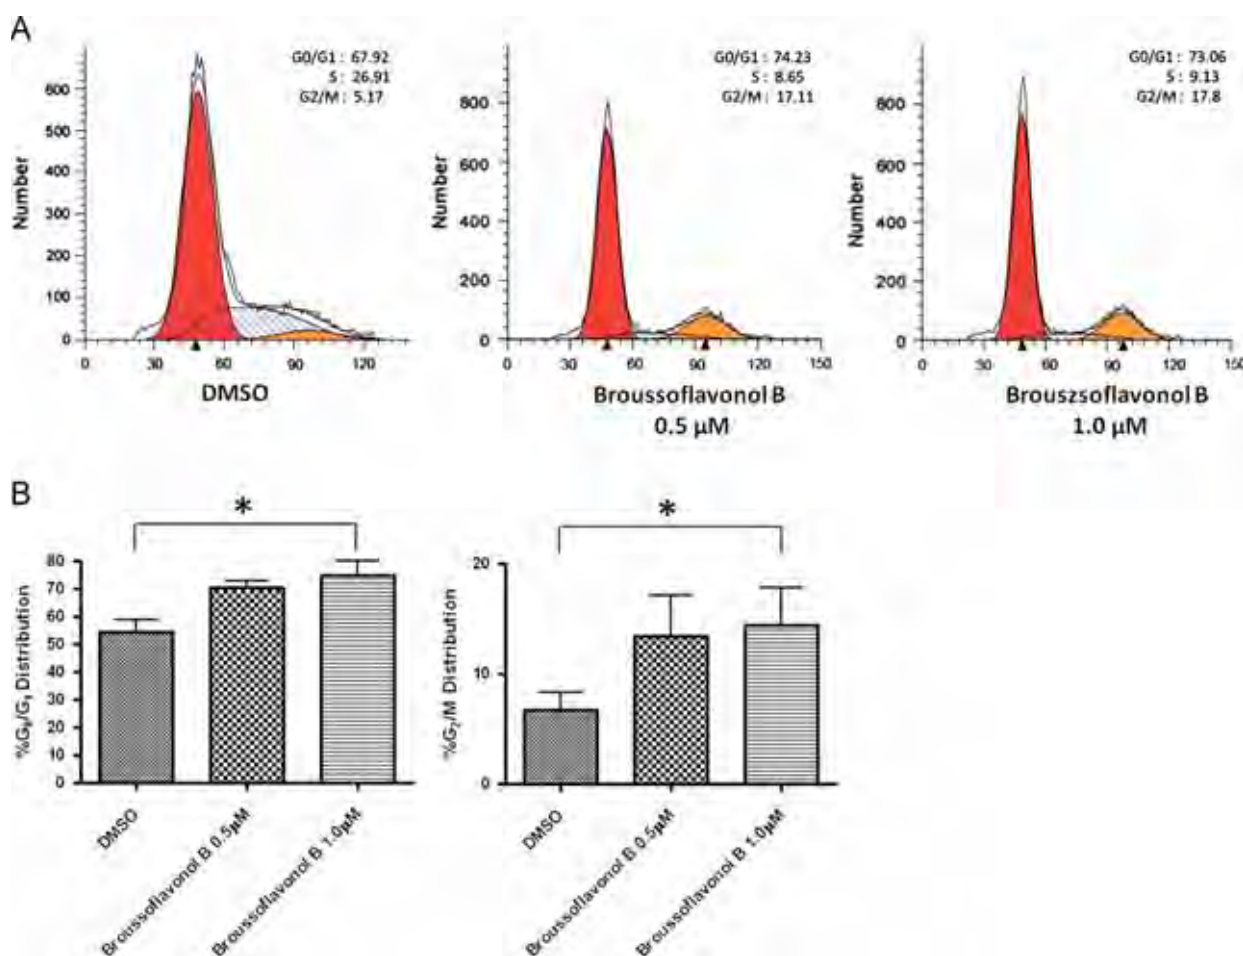 A
G0/G1 : 67.92
S : 26.91
G2/M : 5.17
Number
600
500
400
300
200
100
0
0 30 60 90 120
DMSO
G0/G1 : 74.23
S : 8.65
G2/M : 17.11
Number
800
600
400
200
0
0 30 60 90 120 150
Broussoflavonol B
0.5 µM
G0/G1 : 73.06
S : 9.13
G2/M : 17.8
Number
800
600
400
200
0
0 30 60 90 120 150
Brouszsoflavonol B
1.0 µM
B
*
%G₀/G₁ Distribution
80
70
60
50
40
30
20
10
0
DMSO
Broussoflavonol B 0.5µM
Broussoflavonol B 1.0µM
*
%G₂/M Distribution
20
10
0
DMSO
Broussoflavonol B 0.5µM
Broussoflavonol B 1.0µM